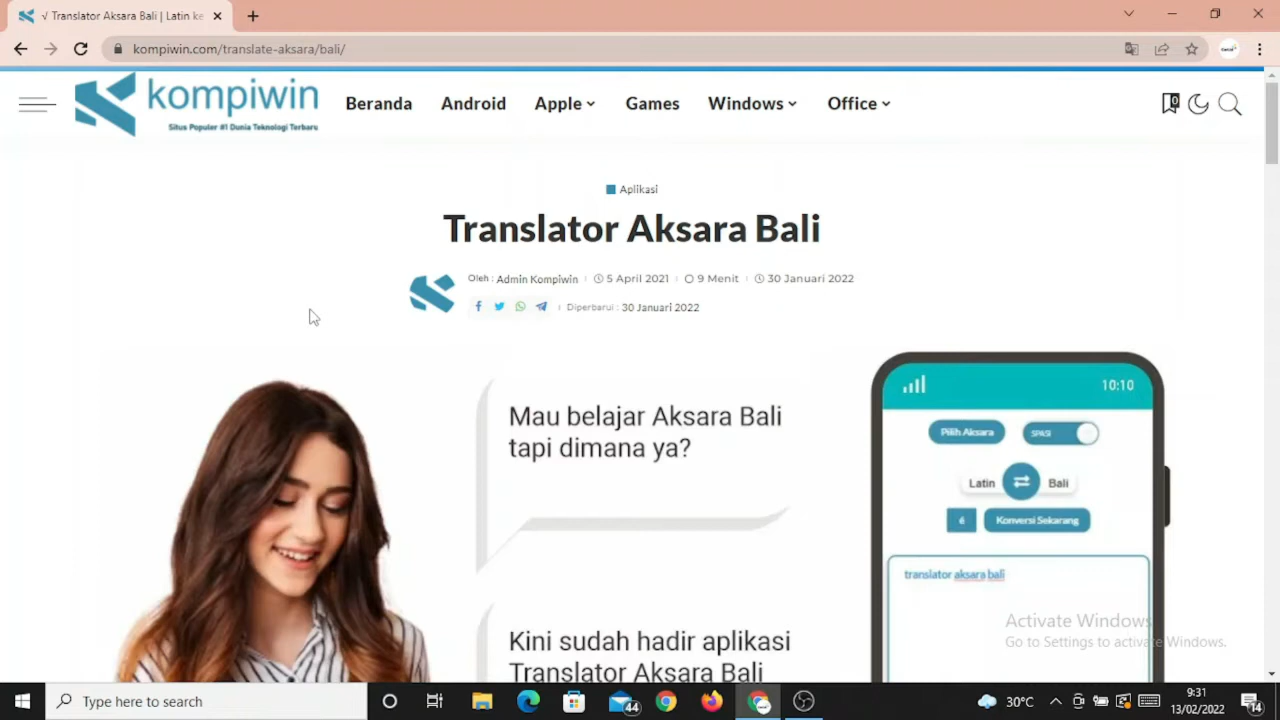 √ Translator Aksara Bali | Latin ke
kompiwin.com/translate-aksara/bali/
kompiwin
Situs Populer #1 Dunia Teknologi Terbaru
Beranda Android Apple Games Windows Office
0
Aplikasi
Translator Aksara Bali
Oleh : Admin Kompiwin 5 April 2021 9 Menit 30 Januari 2022
Diperbarui : 30 Januari 2022
Mau belajar Aksara Bali
tapi dimana ya?
Kini sudah hadir aplikasi
Translator Aksara Bali
10:10
Pilih Aksara SPASI
Latin Bali
é Konversi Sekarang
translator aksara bali
Activate Windows
Go to Settings to activate Windows.
Type here to search
44
30°C
9:31
13/02/2022
14